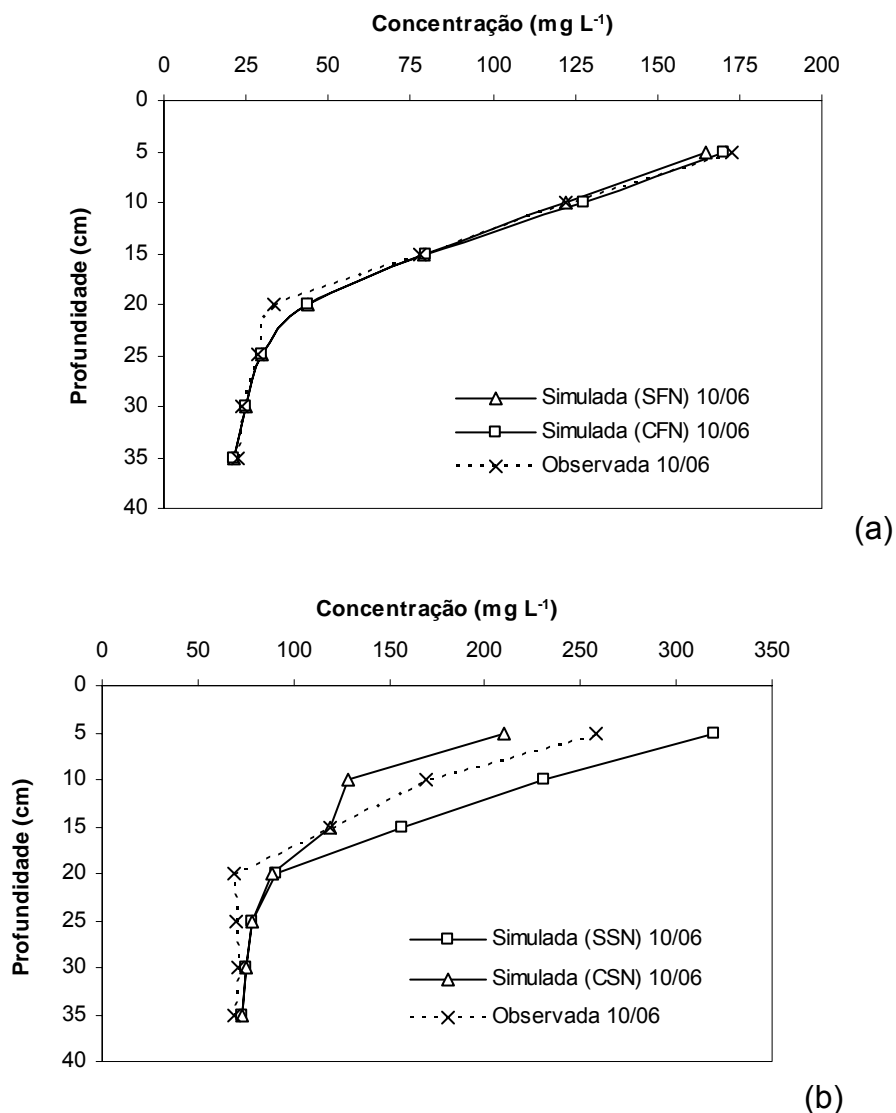 Concentração (mg L⁻¹)
0 25 50 75 100 125 150 175 200
0
5
10
15
20
25
30
35
40
Profundidade (cm)
Simulada (SFN) 10/06
Simulada (CFN) 10/06
Observada 10/06
(a)
Concentração (mg L⁻¹)
0 50 100 150 200 250 300 350
0
5
10
15
20
25
30
35
40
Profundidade (cm)
Simulada (SSN) 10/06
Simulada (CSN) 10/06
Observada 10/06
(b)